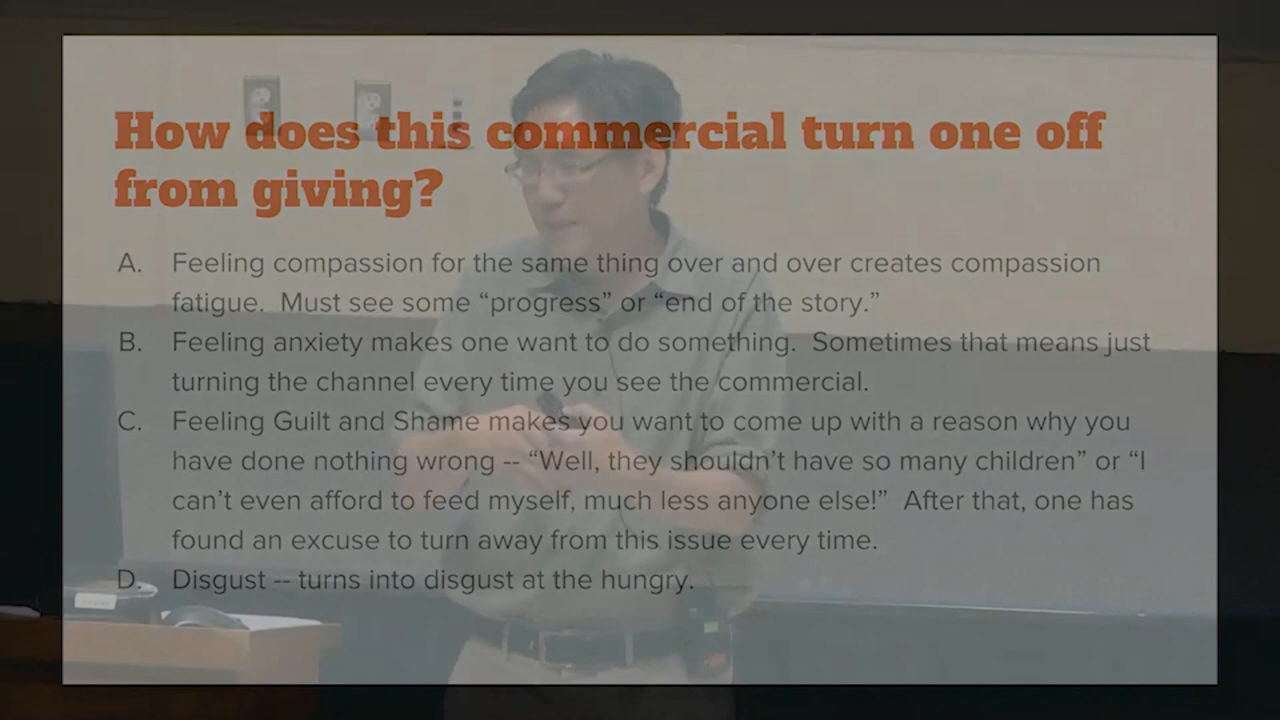 How does this commercial turn one off
from giving?
A. Feeling compassion for the same thing over and over creates compassion
fatigue.  Must see some “progress” or “end of the story.”
B. Feeling anxiety makes one want to do something.  Sometimes that means just
turning the channel every time you see the commercial.
C. Feeling Guilt and Shame makes you want to come up with a reason why you
have done nothing wrong -- “Well, they shouldn’t have so many children” or “I
can’t even afford to feed myself, much less anyone else!”  After that, one has
found an excuse to turn away from this issue every time.
D. Disgust -- turns into disgust at the hungry.